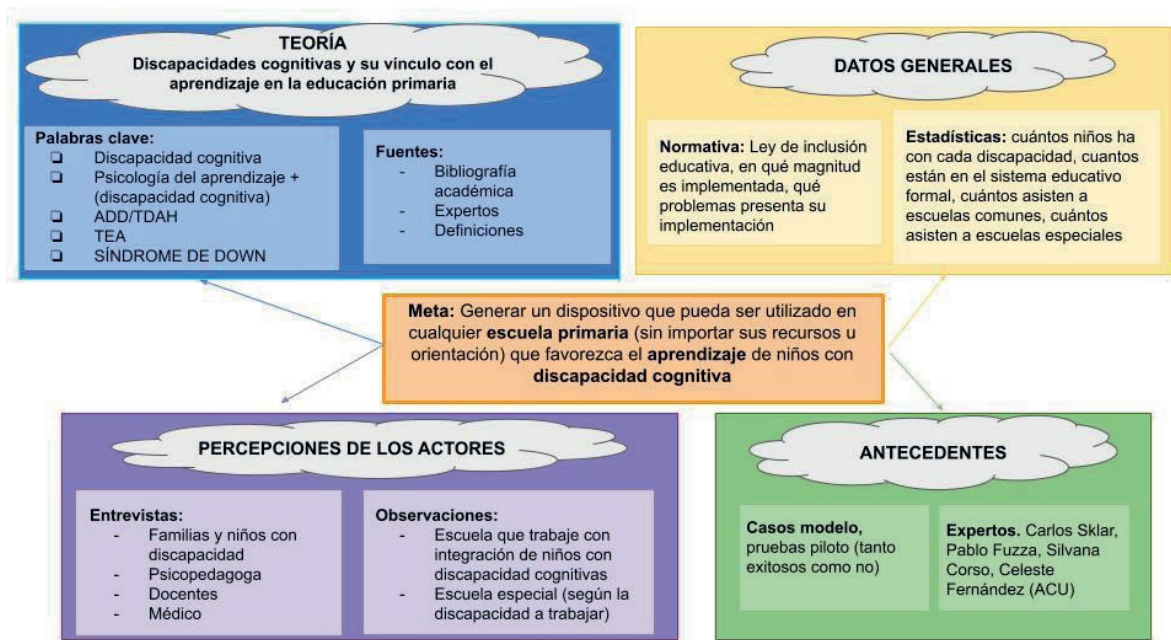 TEORÍA
Discapacidades cognitivas y su vínculo con el
aprendizaje en la educación primaria
Palabras clave:
❏ Discapacidad cognitiva
❏ Psicología del aprendizaje +
(discapacidad cognitiva)
❏ ADD/TDAH
❏ TEA
❏ SÍNDROME DE DOWN
Fuentes:
- Bibliografía
académica
- Expertos
- Definiciones
DATOS GENERALES
Normativa: Ley de inclusión
educativa, en qué magnitud
es implementada, qué
problemas presenta su
implementación
Estadísticas: cuántos niños ha
con cada discapacidad, cuantos
están en el sistema educativo
formal, cuántos asisten a
escuelas comunes, cuántos
asisten a escuelas especiales
Meta: Generar un dispositivo que pueda ser utilizado en
cualquier escuela primaria (sin importar sus recursos u
orientación) que favorezca el aprendizaje de niños con
discapacidad cognitiva
PERCEPCIONES DE LOS ACTORES
Entrevistas:
- Familias y niños con
discapacidad
- Psicopedagoga
- Docentes
- Médico
Observaciones:
- Escuela que trabaje con
integración de niños con
discapacidad cognitivas
- Escuela especial (según la
discapacidad a trabajar)
ANTECEDENTES
Casos modelo,
pruebas piloto (tanto
exitosos como no)
Expertos. Carlos Sklar,
Pablo Fuzza, Silvana
Corso, Celeste
Fernández (ACU)